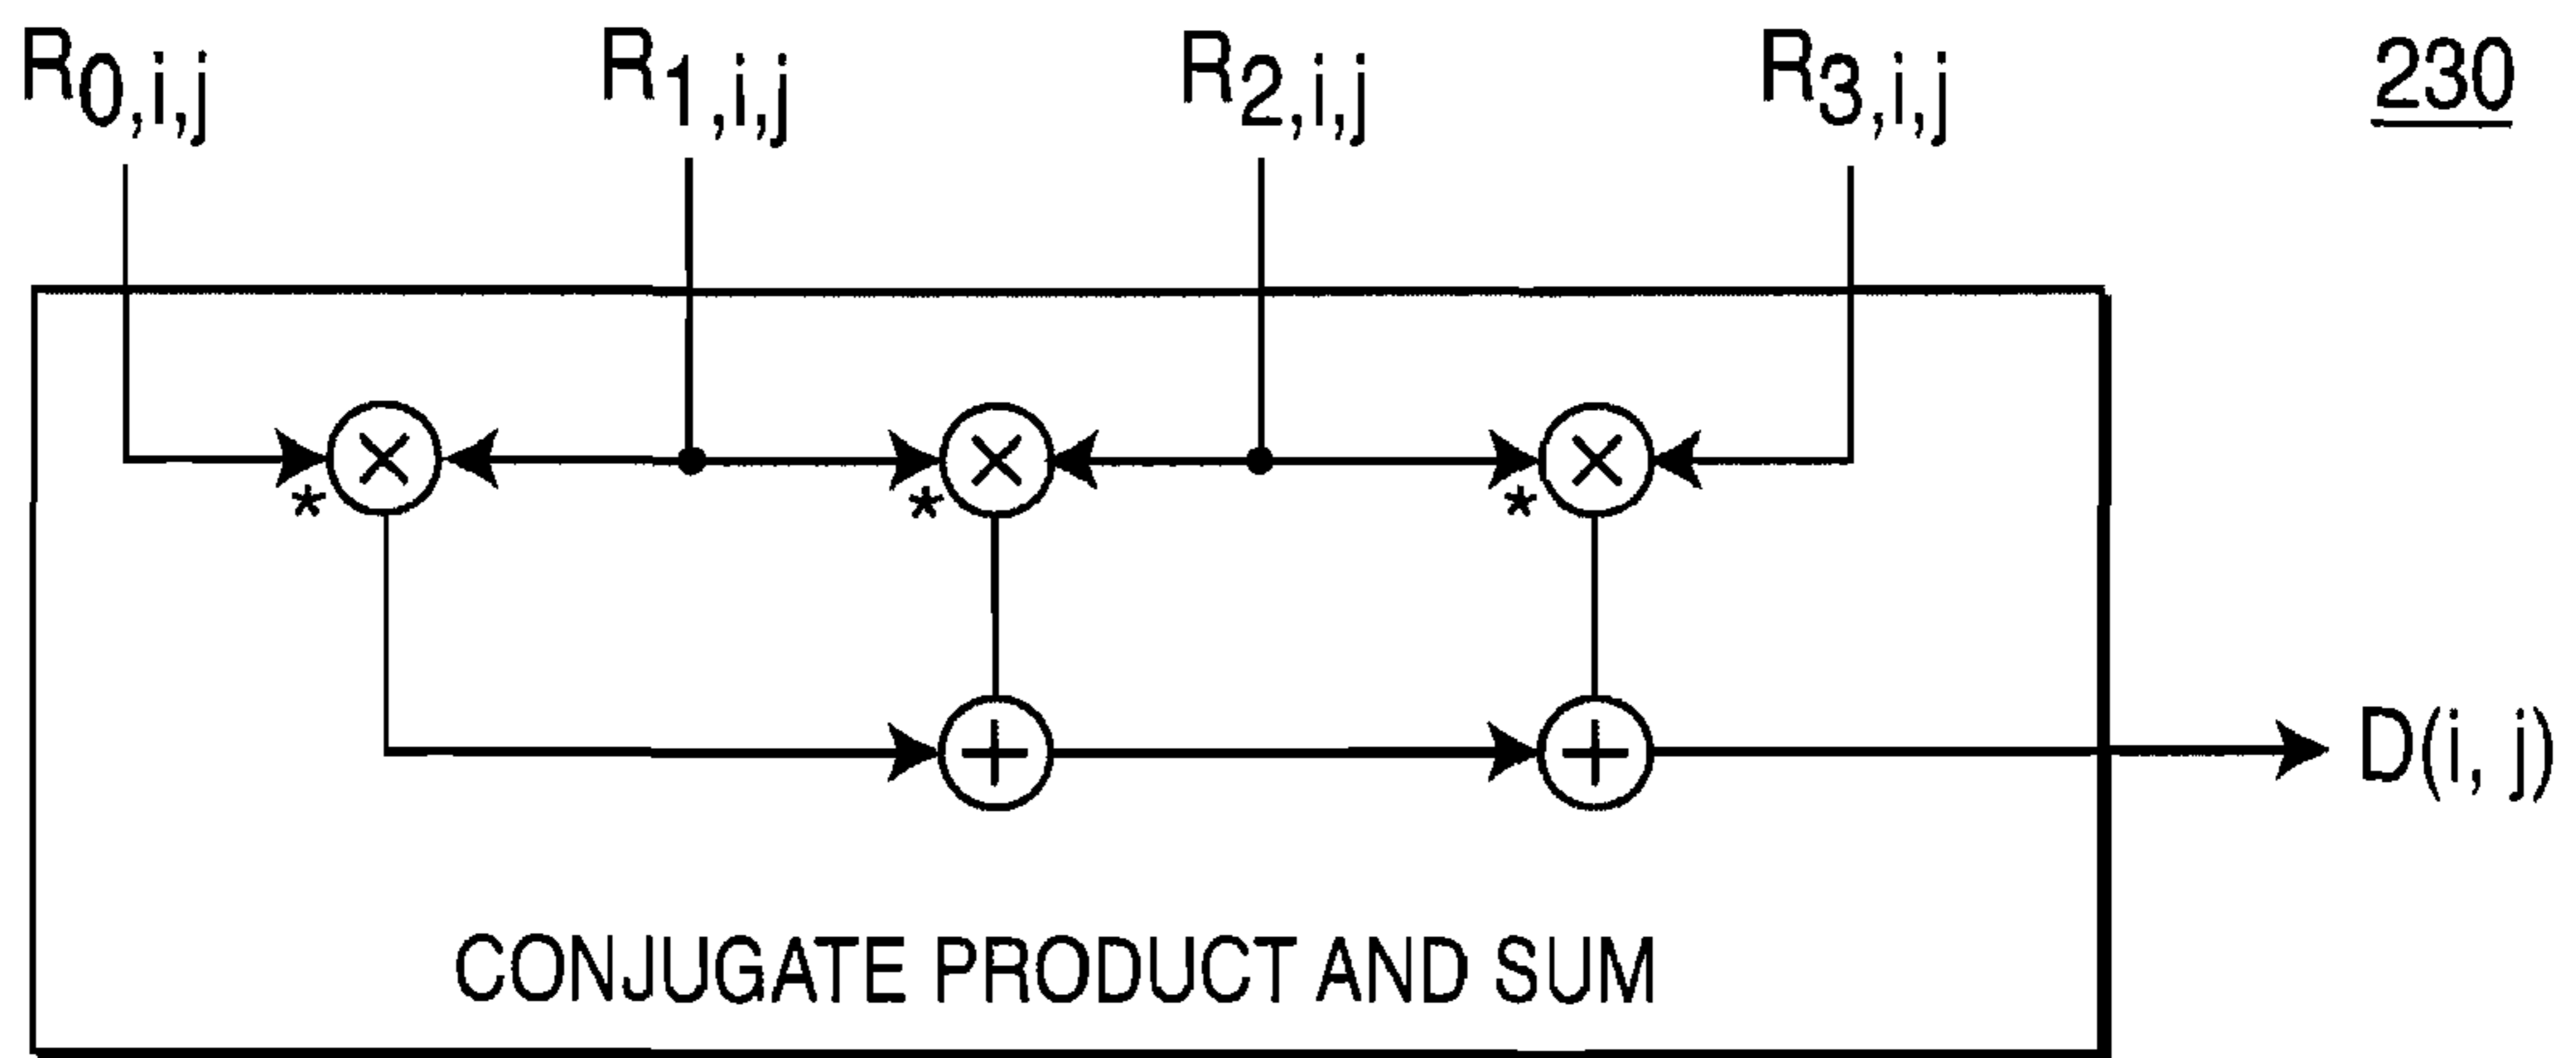 R0,i,j R1,i,j R2,i,j R3,i,j 230
× × ×
* * *
+ +
D(i, j)
CONJUGATE PRODUCT AND SUM